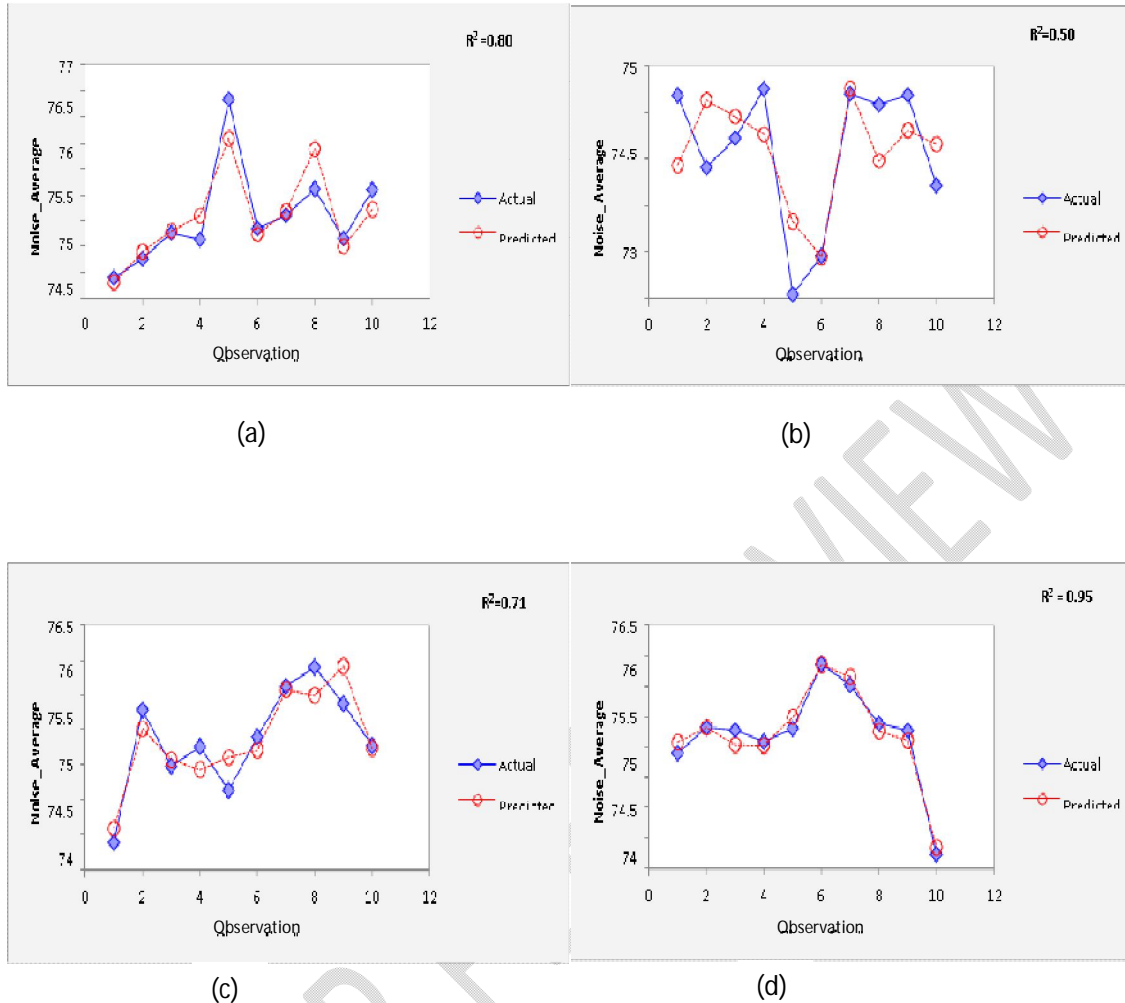 R²=0.80
77
76.5
76
75.5
75
74.5
Noise_Average
0 2 4 6 8 10 12
Observation
Actual
Predicted
(a)
R²=0.50
75
74.5
73
Noise_Average
0 2 4 6 8 10 12
Observation
Actual
Predicted
(b)
R²=0.71
76.5
76
75.5
75
74.5
74
Noise_Average
0 2 4 6 8 10 12
Observation
Actual
Predicted
(c)
R² = 0.95
76.5
76
75.5
75
74.5
74
Noise_Average
0 2 4 6 8 10 12
Observation
Actual
Predicted
(d)
VIEW